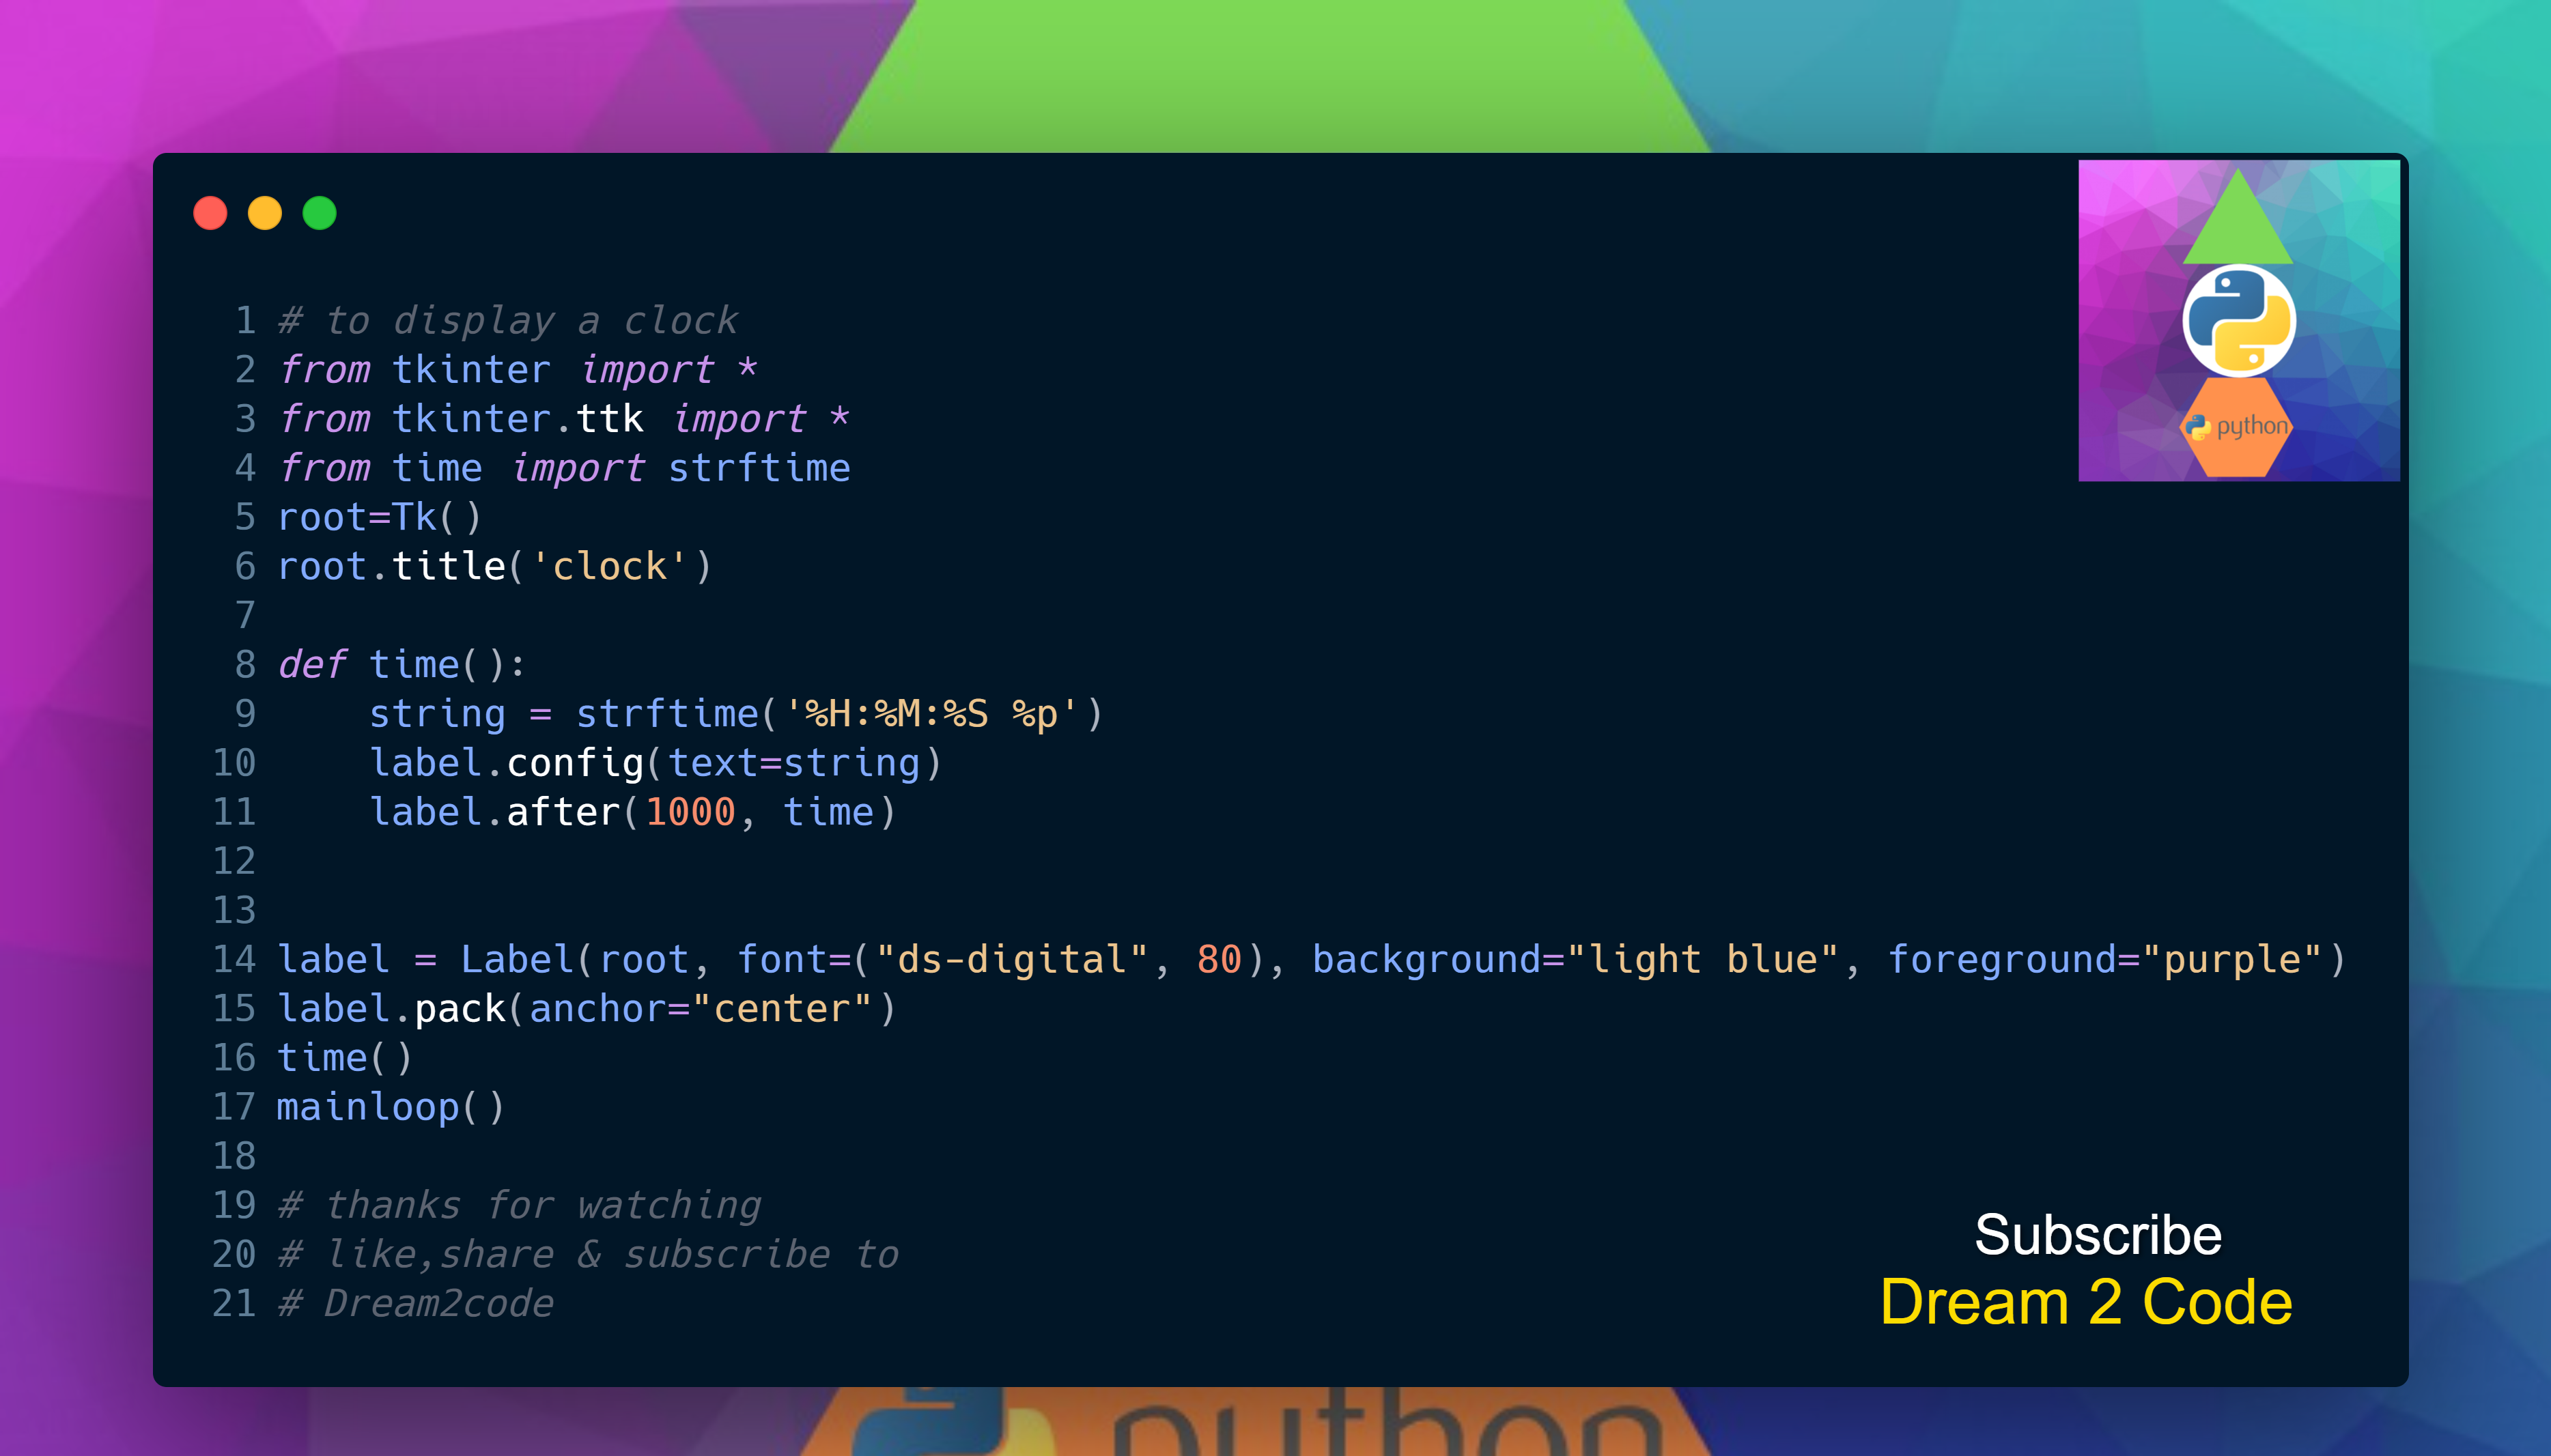 1 # to display a clock
2 from tkinter import *
3 from tkinter.ttk import *
4 from time import strftime
5 root=Tk()
6 root.title('clock')
7
8 def time():
9     string = strftime('%H:%M:%S %p')
10     label.config(text=string)
11     label.after(1000, time)
12
13
14 label = Label(root, font=("ds-digital", 80), background="light blue", foreground="purple")
15 label.pack(anchor="center")
16 time()
17 mainloop()
18
19 # thanks for watching
20 # like,share & subscribe to
21 # Dream2code
python
Subscribe
Dream 2 Code
python